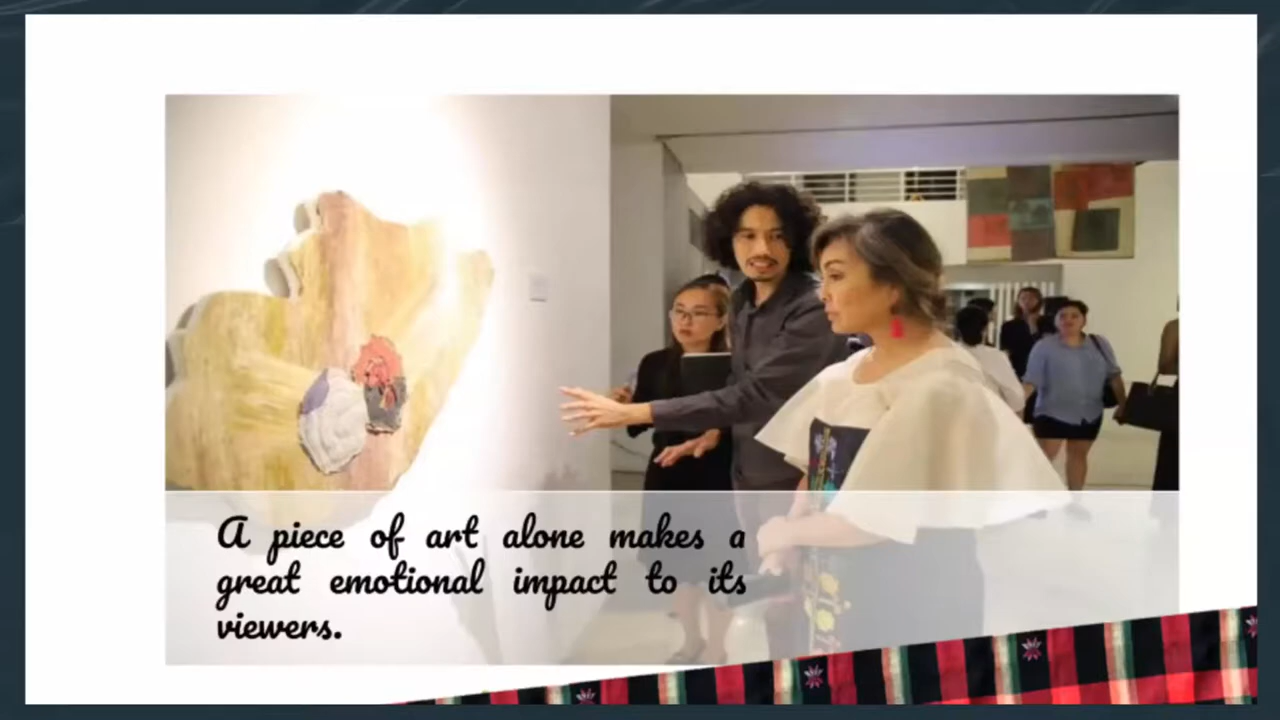 A piece of art alone makes a
great emotional impact to its
viewers.